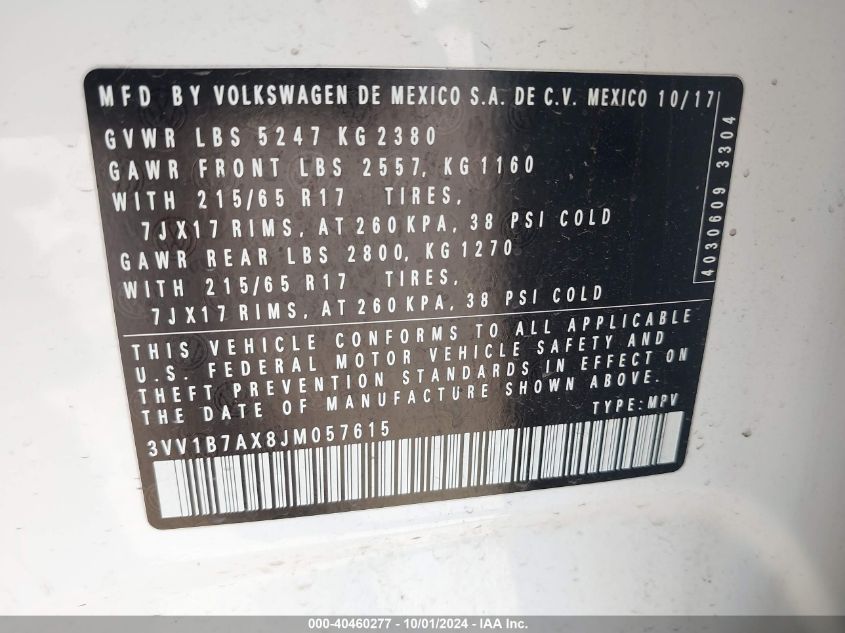 MFD BY VOLKSWAGEN DE MEXICO S.A. DE C.V. MEXICO 10/17
GVWR LBS 5247 KG 2380
GAWR FRONT LBS 2557, KG 1160
WITH 215/65 R17 TIRES,
7JX17 RIMS, AT 260 KPA, 38 PSI COLD
GAWR REAR LBS 2800, KG 1270
WITH 215/65 R17 TIRES,
7JX17 RIMS, AT 260 KPA, 38 PSI COLD
THIS VEHICLE CONFORMS TO ALL APPLICABLE
U.S. FEDERAL MOTOR VEHICLE SAFETY AND
THEFT PREVENTION STANDARDS IN EFFECT ON
THE DATE OF MANUFACTURE SHOWN ABOVE.
TYPE: MPV
3VV1B7AX8JM057615
4030609 3304
000-40460277 - 10/01/2024 - IAA Inc.